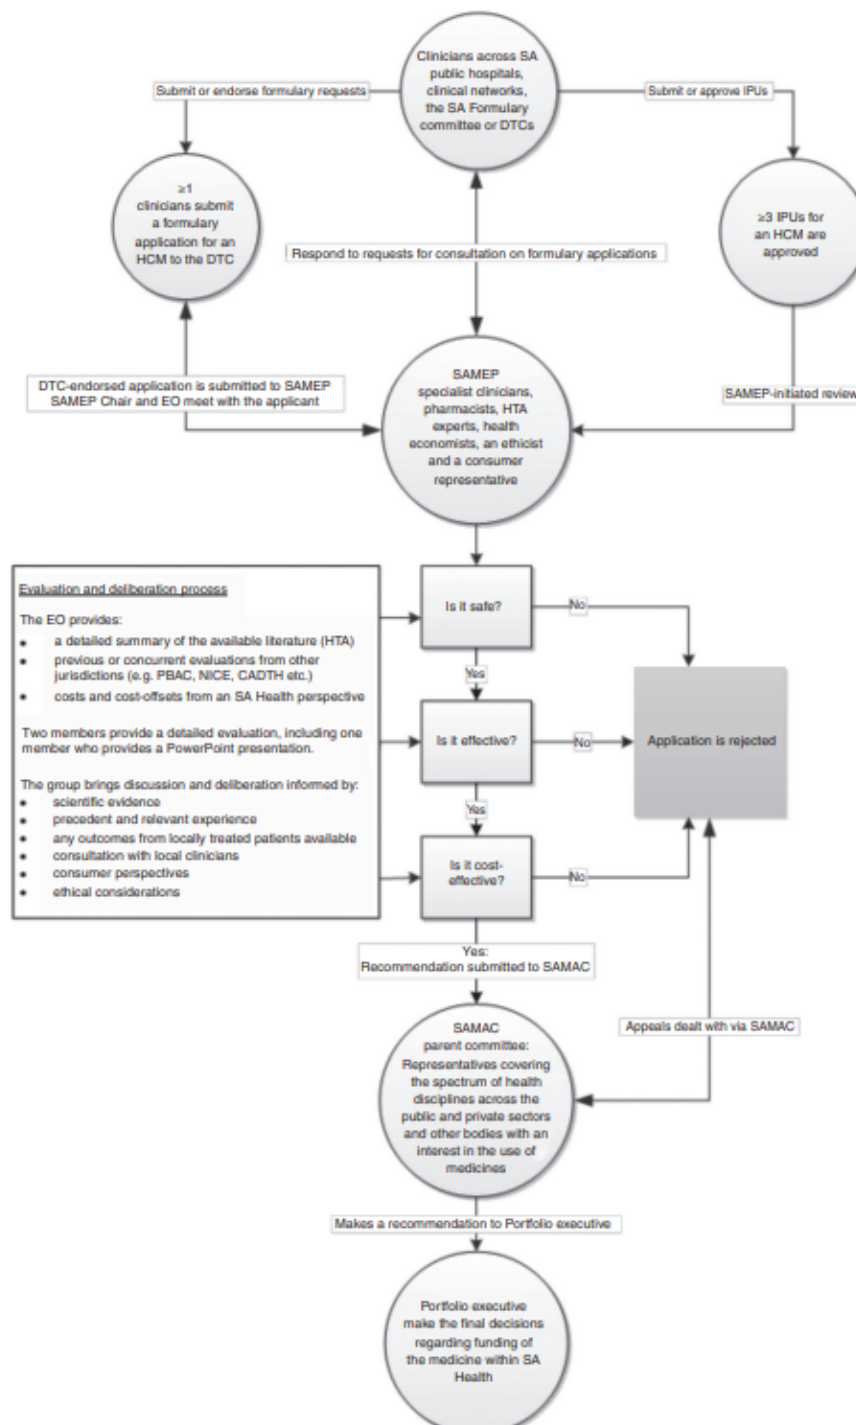 Clinicians across SA
public hospitals,
clinical networks,
the SA Formulary
committee or DTCs
Submit or endorse formulary requests
Submit or approve IPUs
≥1
clinicians submit
a formulary
application for an
HCM to the DTC
≥3 IPUs for
an HCM are
approved
Respond to requests for consultation on formulary applications
DTC-endorsed application is submitted to SAMEP
SAMEP Chair and EO meet with the applicant
SAMEP
specialist clinicians,
pharmacists, HTA
experts, health
economists, an ethicist
and a consumer
representative
SAMEP-initiated review
Evaluation and deliberation process
The EO provides:
• a detailed summary of the available literature (HTA)
• previous or concurrent evaluations from other
jurisdictions (e.g. PBAC, NICE, CADTH etc.)
• costs and cost-offsets from an SA Health perspective
Two members provide a detailed evaluation, including one
member who provides a PowerPoint presentation.
The group brings discussion and deliberation informed by:
• scientific evidence
• precedent and relevant experience
• any outcomes from locally treated patients available
• consultation with local clinicians
• consumer perspectives
• ethical considerations
Is it safe?
No
Yes
Is it effective?
No
Application is rejected
Yes
Is it cost-
effective?
No
Yes:
Recommendation submitted to SAMAC
SAMAC
parent committee:
Representatives covering
the spectrum of health
disciplines across the
public and private sectors
and other bodies with an
interest in the use of
medicines
Appeals dealt with via SAMAC
Makes a recommendation to Portfolio executive
Portfolio executive
make the final decisions
regarding funding of
the medicine within SA
Health